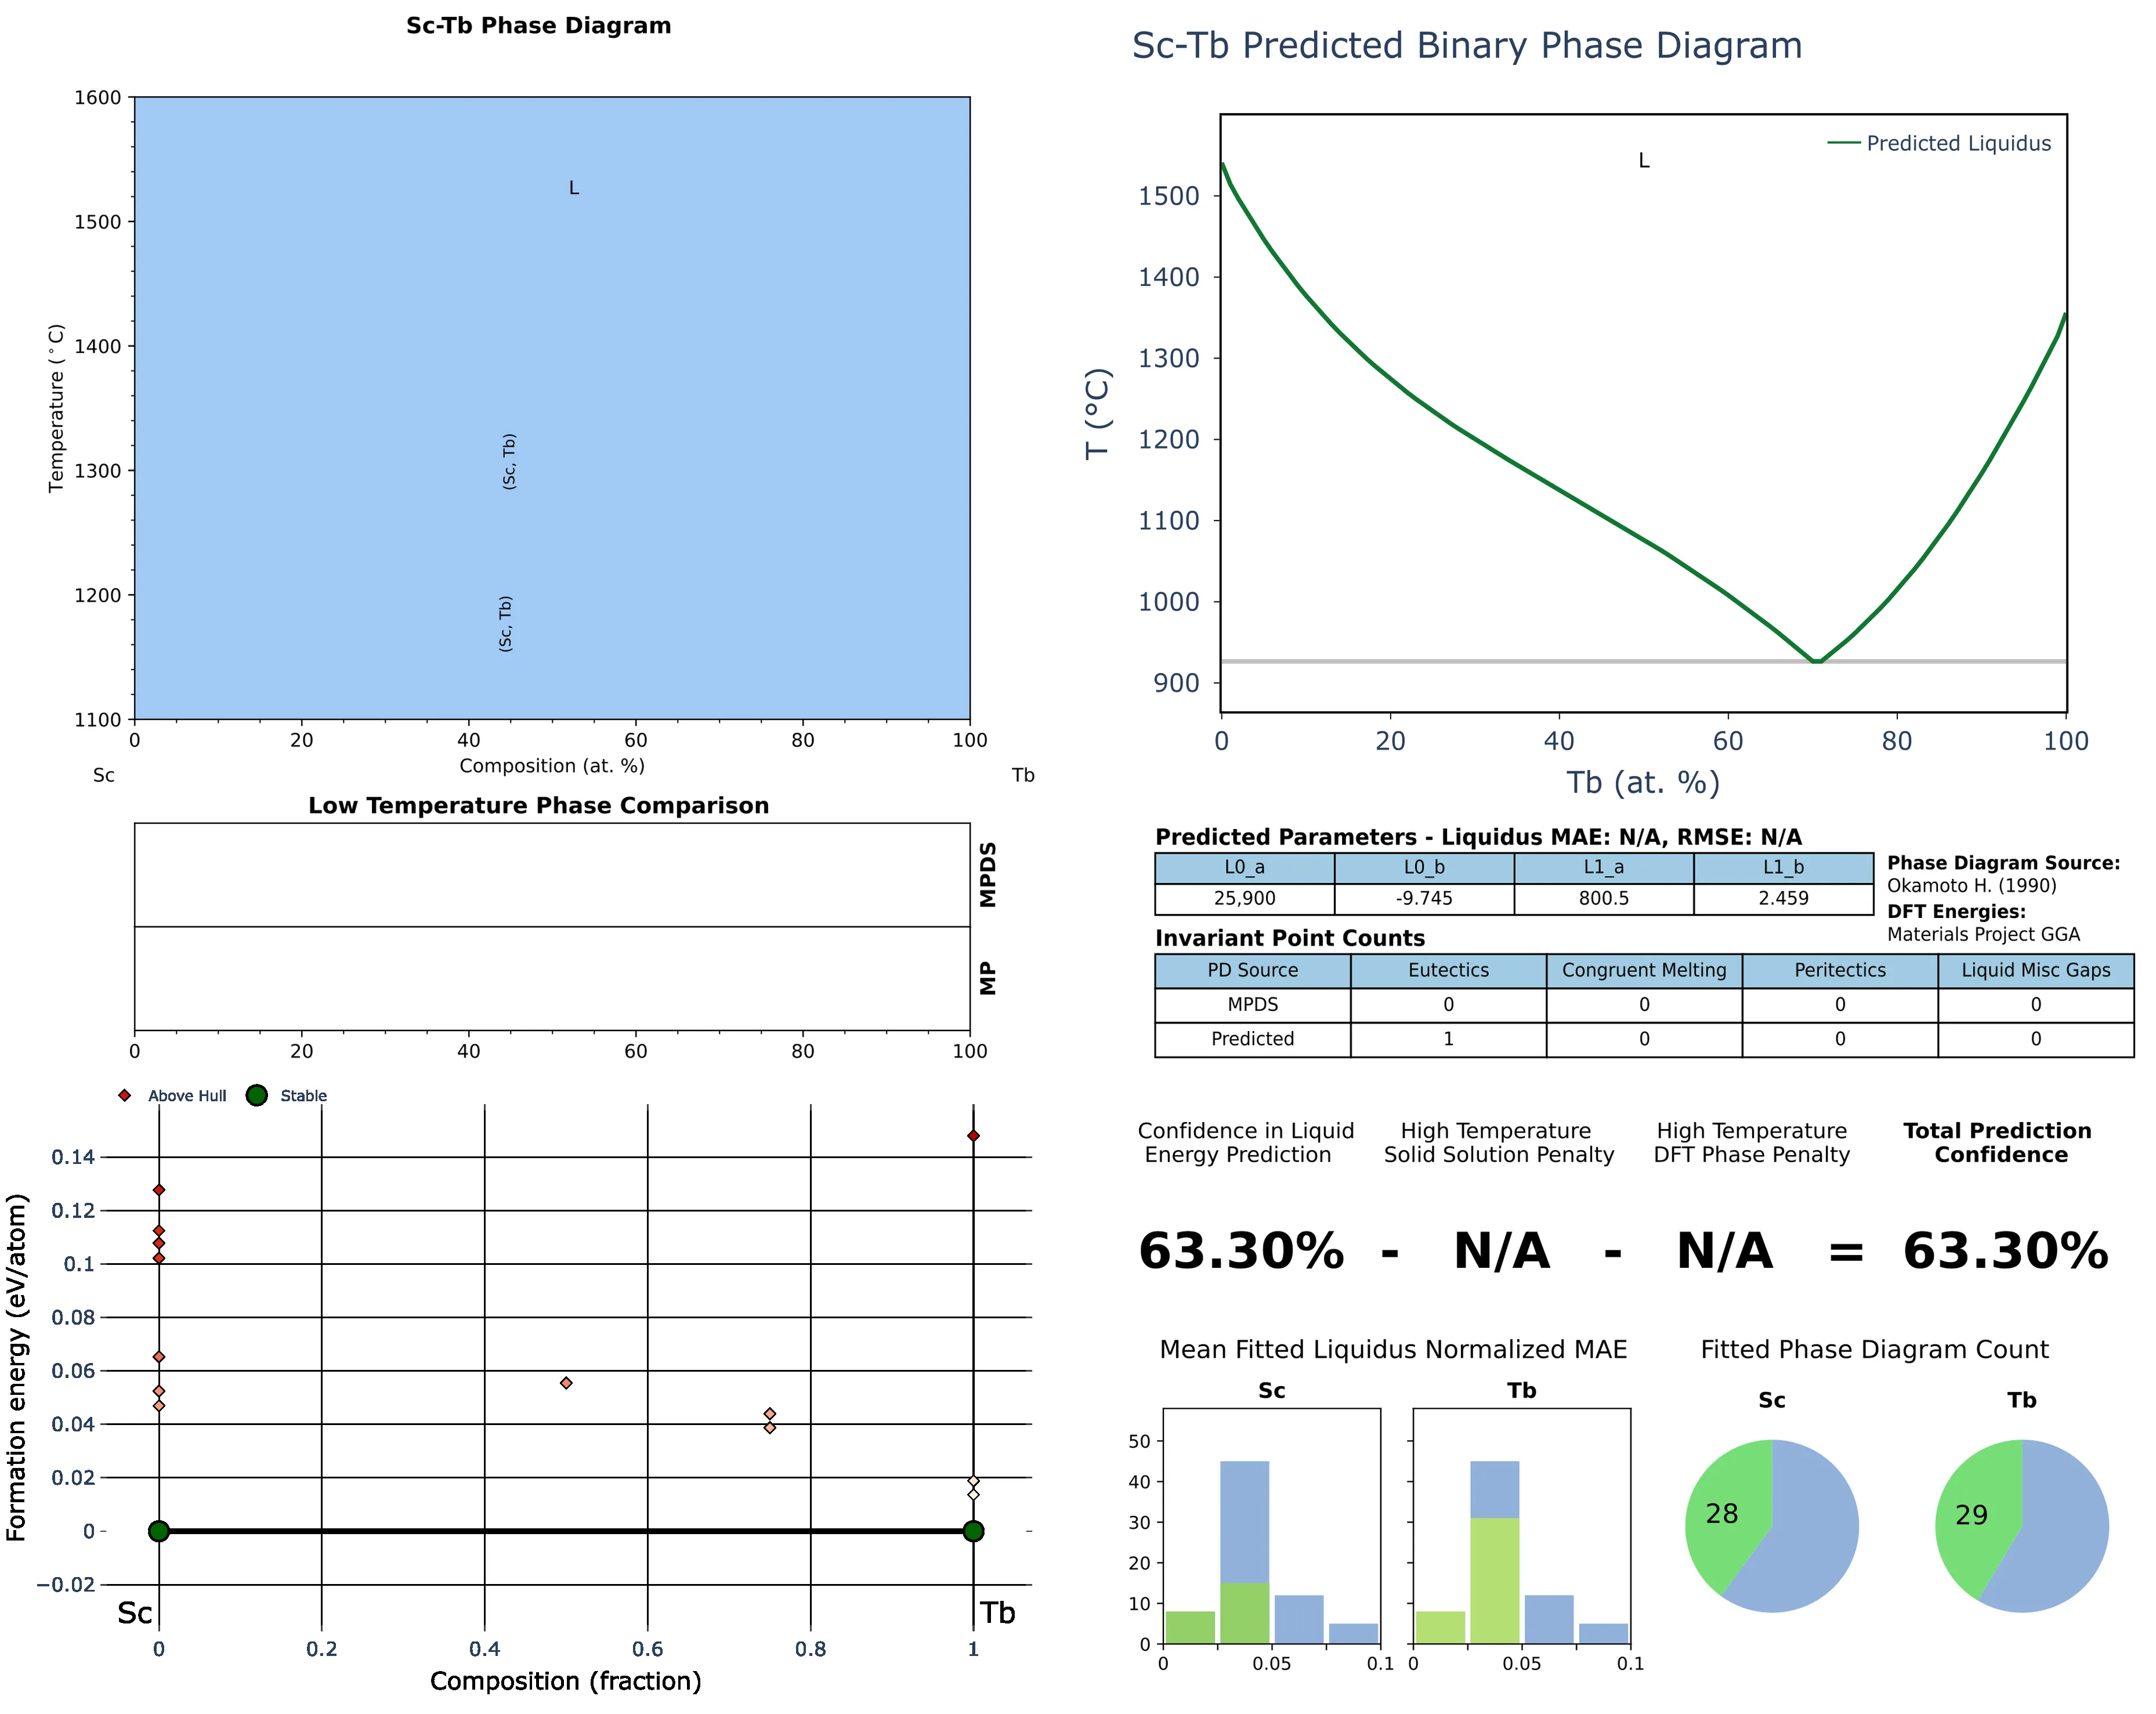 Sc-Tb Phase Diagram
1600
1500
1400
1300
1200
1100
Temperature (°C)
L
(Sc, Tb)
(Sc, Tb)
0 20 40 60 80 100
Composition (at. %)
Sc Tb
Low Temperature Phase Comparison
MPDS
MP
0 20 40 60 80 100
Above Hull Stable
0.14
0.12
0.1
0.08
0.06
0.04
0.02
0
−0.02
Formation energy (eV/atom)
Sc Tb
0 0.2 0.4 0.6 0.8 1
Composition (fraction)
Sc-Tb Predicted Binary Phase Diagram
L
Predicted Liquidus
1500
1400
1300
1200
1100
1000
900
T (°C)
0 20 40 60 80 100
Tb (at. %)
Predicted Parameters - Liquidus MAE: N/A, RMSE: N/A
L0_a L0_b L1_a L1_b
25,900 -9.745 800.5 2.459
Phase Diagram Source:
Okamoto H. (1990)
DFT Energies:
Materials Project GGA
Invariant Point Counts
PD Source Eutectics Congruent Melting Peritectics Liquid Misc Gaps
MPDS 0 0 0 0
Predicted 1 0 0 0
Confidence in Liquid
Energy Prediction
High Temperature
Solid Solution Penalty
High Temperature
DFT Phase Penalty
Total Prediction
Confidence
63.30% - N/A - N/A = 63.30%
Mean Fitted Liquidus Normalized MAE
Sc Tb
50
40
30
20
10
0
0 0.05 0.1 0 0.05 0.1
Fitted Phase Diagram Count
Sc Tb
28 29